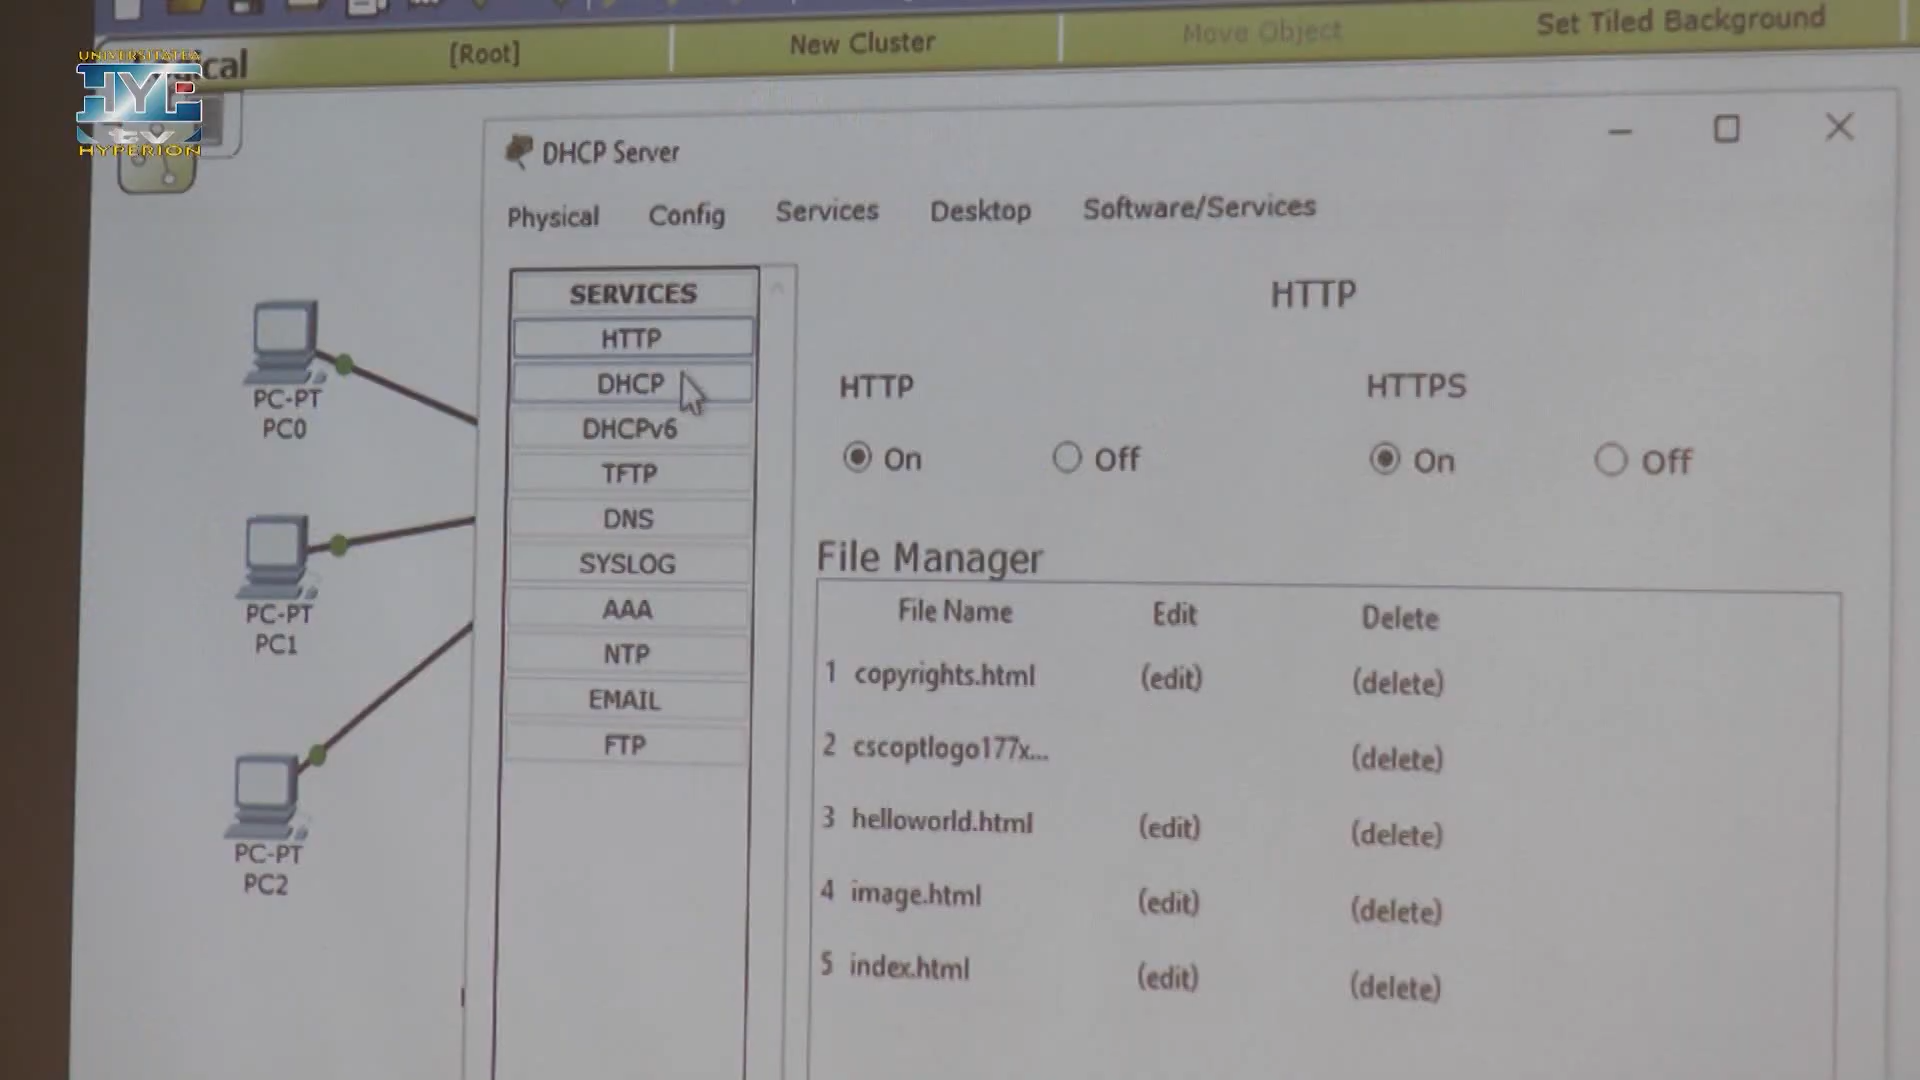 [Root]
New Cluster
Move Object
Set Tiled Background
UNIVERSITATEA
HYP
tv
HYPERION
DHCP Server
Physical
Config
Services
Desktop
Software/Services
SERVICES
HTTP
DHCP
DHCPv6
TFTP
DNS
SYSLOG
AAA
NTP
EMAIL
FTP
HTTP
HTTP
HTTPS
On
Off
On
Off
File Manager
File Name
Edit
Delete
1 copyrights.html (edit) (delete)
2 cscoptlogo177x... (delete)
3 helloworld.html (edit) (delete)
4 image.html (edit) (delete)
5 index.html (edit) (delete)
PC-PT
PC0
PC-PT
PC1
PC-PT
PC2